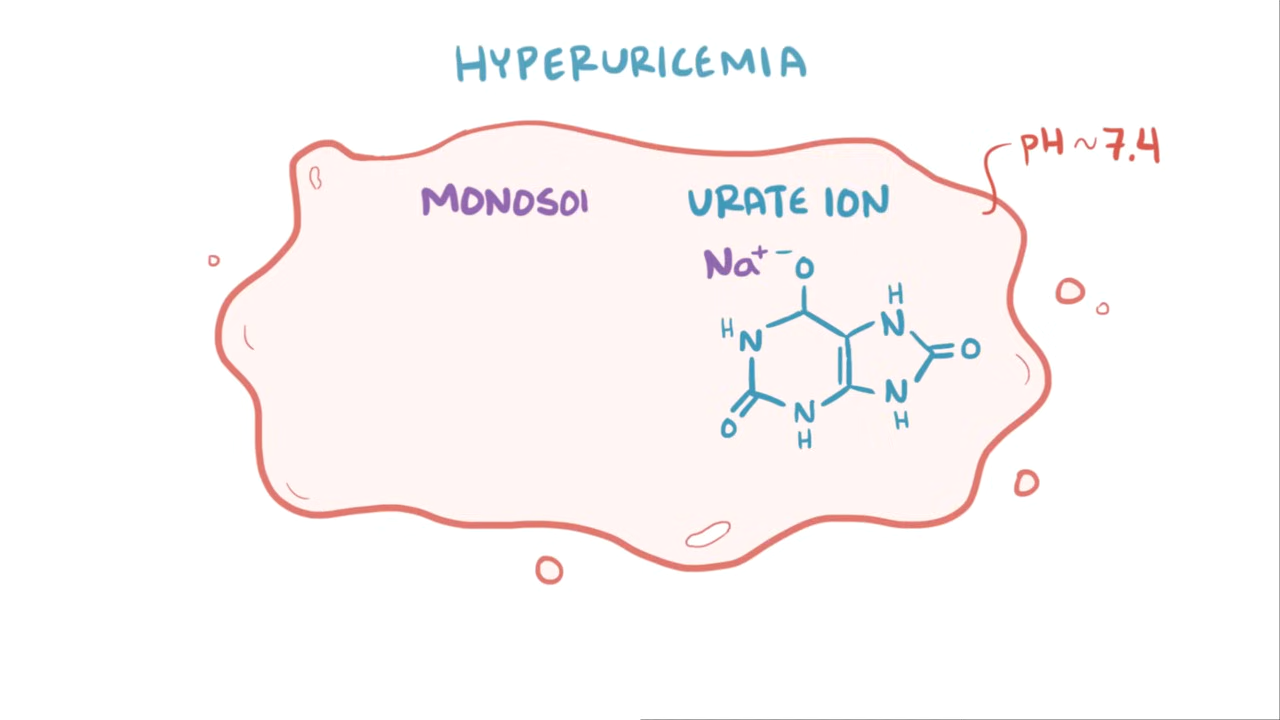 HYPERURICEMIA
pH ~7.4
MONOSOI URATE ION
Na+ - O
H
H N N
O
N N
O H H